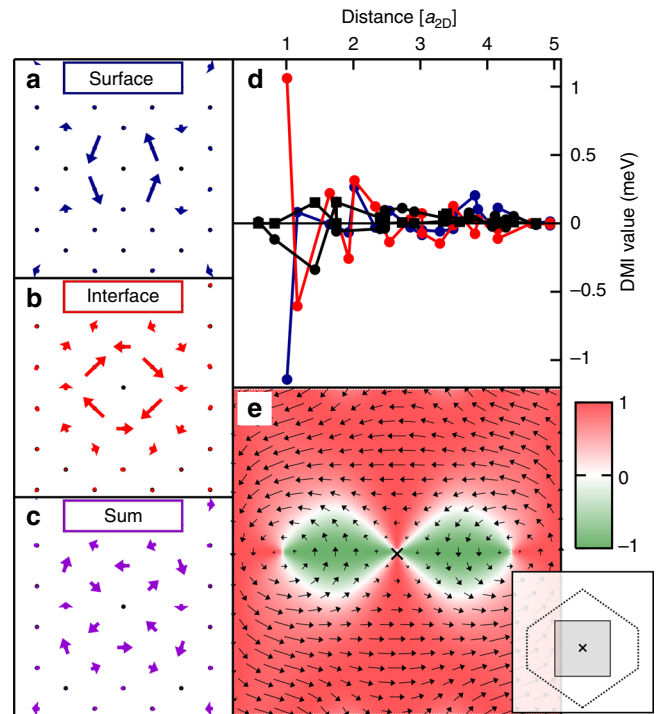 Distance [a2D]
1 2 3 4 5
a
Surface
d
1
0.5
0
−0.5
−1
DMI value (meV)
b
Interface
c
Sum
e
1
0
−1